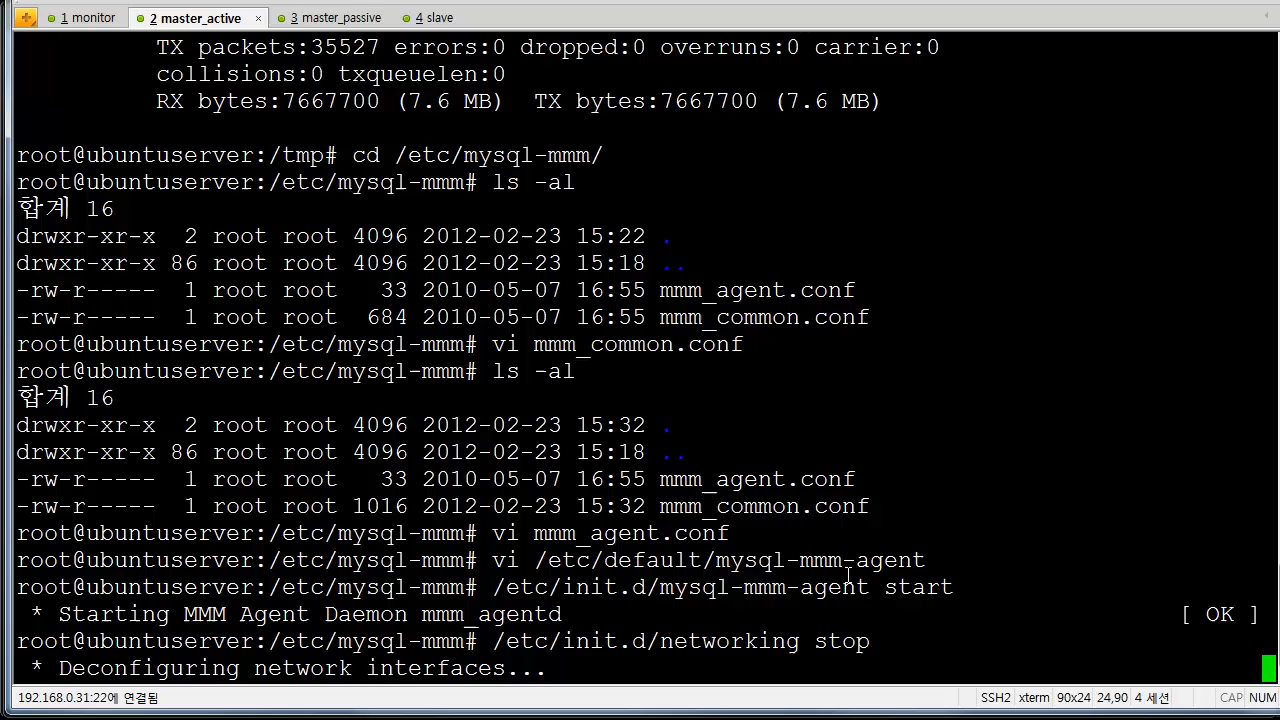 1 monitor 2 master_active × 3 master_passive 4 slave
TX packets:35527 errors:0 dropped:0 overruns:0 carrier:0
collisions:0 txqueuelen:0
RX bytes:7667700 (7.6 MB)  TX bytes:7667700 (7.6 MB)
root@ubuntuserver:/tmp# cd /etc/mysql-mmm/
root@ubuntuserver:/etc/mysql-mmm# ls -al
합계 16
drwxr-xr-x  2 root root 4096 2012-02-23 15:22 .
drwxr-xr-x 86 root root 4096 2012-02-23 15:18 ..
-rw-r-----  1 root root   33 2010-05-07 16:55 mmm_agent.conf
-rw-r-----  1 root root  684 2010-05-07 16:55 mmm_common.conf
root@ubuntuserver:/etc/mysql-mmm# vi mmm_common.conf
root@ubuntuserver:/etc/mysql-mmm# ls -al
합계 16
drwxr-xr-x  2 root root 4096 2012-02-23 15:32 .
drwxr-xr-x 86 root root 4096 2012-02-23 15:18 ..
-rw-r-----  1 root root   33 2010-05-07 16:55 mmm_agent.conf
-rw-r-----  1 root root 1016 2012-02-23 15:32 mmm_common.conf
root@ubuntuserver:/etc/mysql-mmm# vi mmm_agent.conf
root@ubuntuserver:/etc/mysql-mmm# vi /etc/default/mysql-mmm-agent
root@ubuntuserver:/etc/mysql-mmm# /etc/init.d/mysql-mmm-agent start
* Starting MMM Agent Daemon mmm_agentd [ OK ]
root@ubuntuserver:/etc/mysql-mmm# /etc/init.d/networking stop
* Deconfiguring network interfaces...
192.168.0.31:22에 연결됨 SSH2 xterm 90x24 24,90 4 세션 CAP NUM